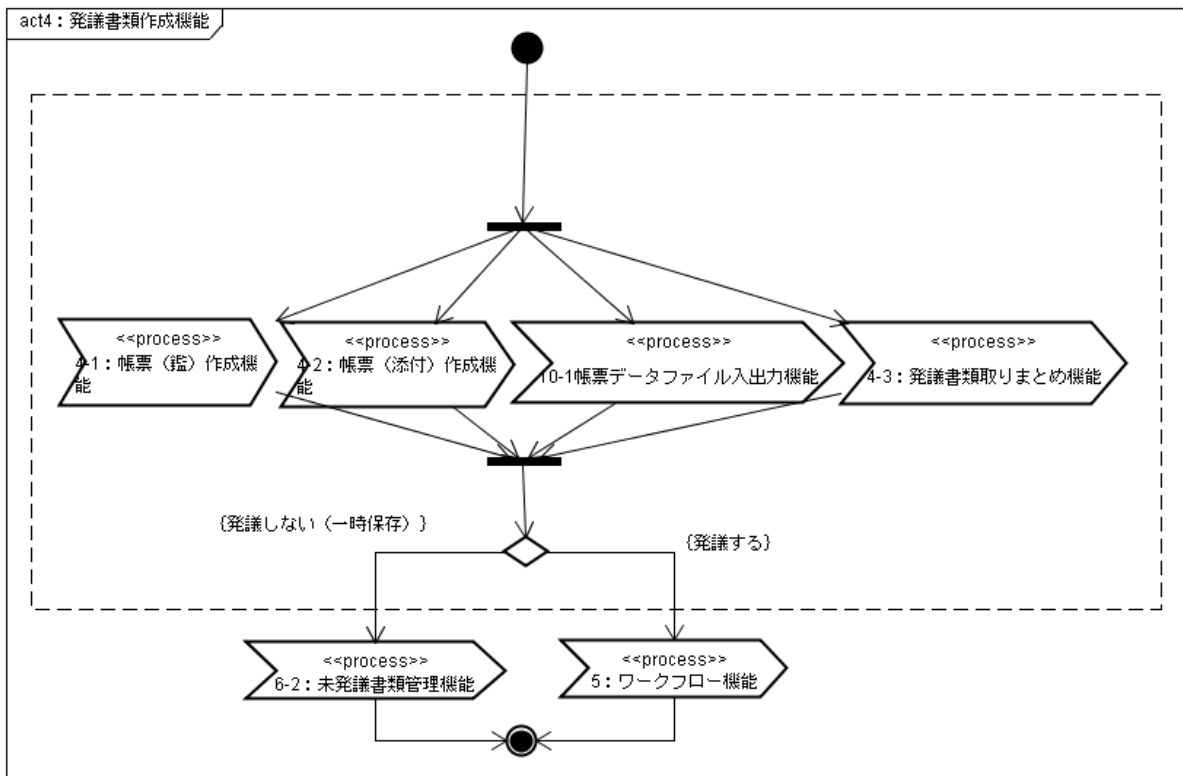 act4：発議書類作成機能
<<process>>
4-1：帳票（鑑）作成機
能
<<process>>
4-2：帳票（添付）作成機
能
<<process>>
10-1帳票データファイル入出力機能
<<process>>
4-3：発議書類取りまとめ機能
{発議しない（一時保存）}
{発議する}
<<process>>
6-2：未発議書類管理機能
<<process>>
5：ワークフロー機能